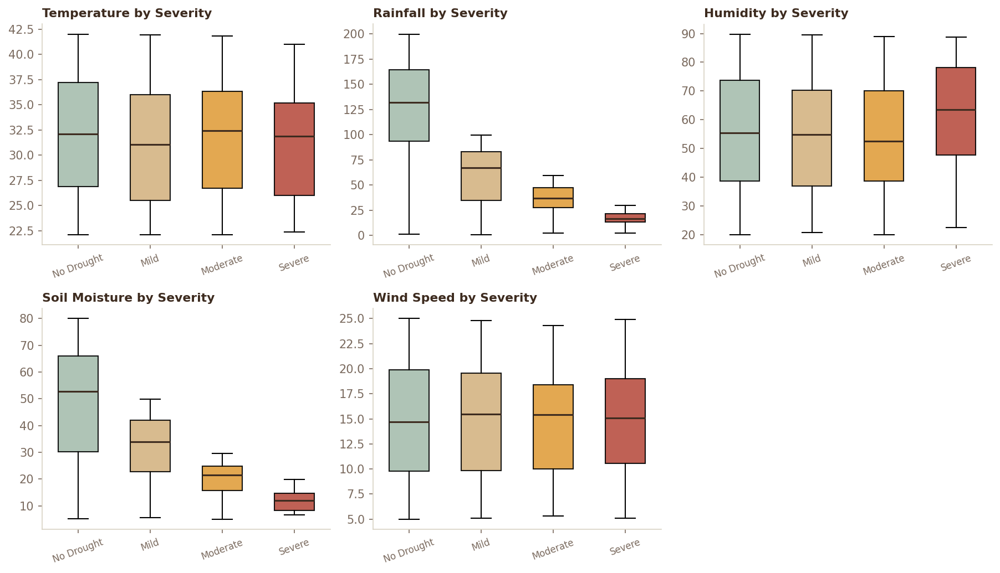 Temperature by Severity
42.5
40.0
37.5
35.0
32.5
30.0
27.5
25.0
22.5
No Drought
Mild
Moderate
Severe
Rainfall by Severity
200
175
150
125
100
75
50
25
0
No Drought
Mild
Moderate
Severe
Humidity by Severity
90
80
70
60
50
40
30
20
No Drought
Mild
Moderate
Severe
Soil Moisture by Severity
80
70
60
50
40
30
20
10
No Drought
Mild
Moderate
Severe
Wind Speed by Severity
25.0
22.5
20.0
17.5
15.0
12.5
10.0
7.5
5.0
No Drought
Mild
Moderate
Severe